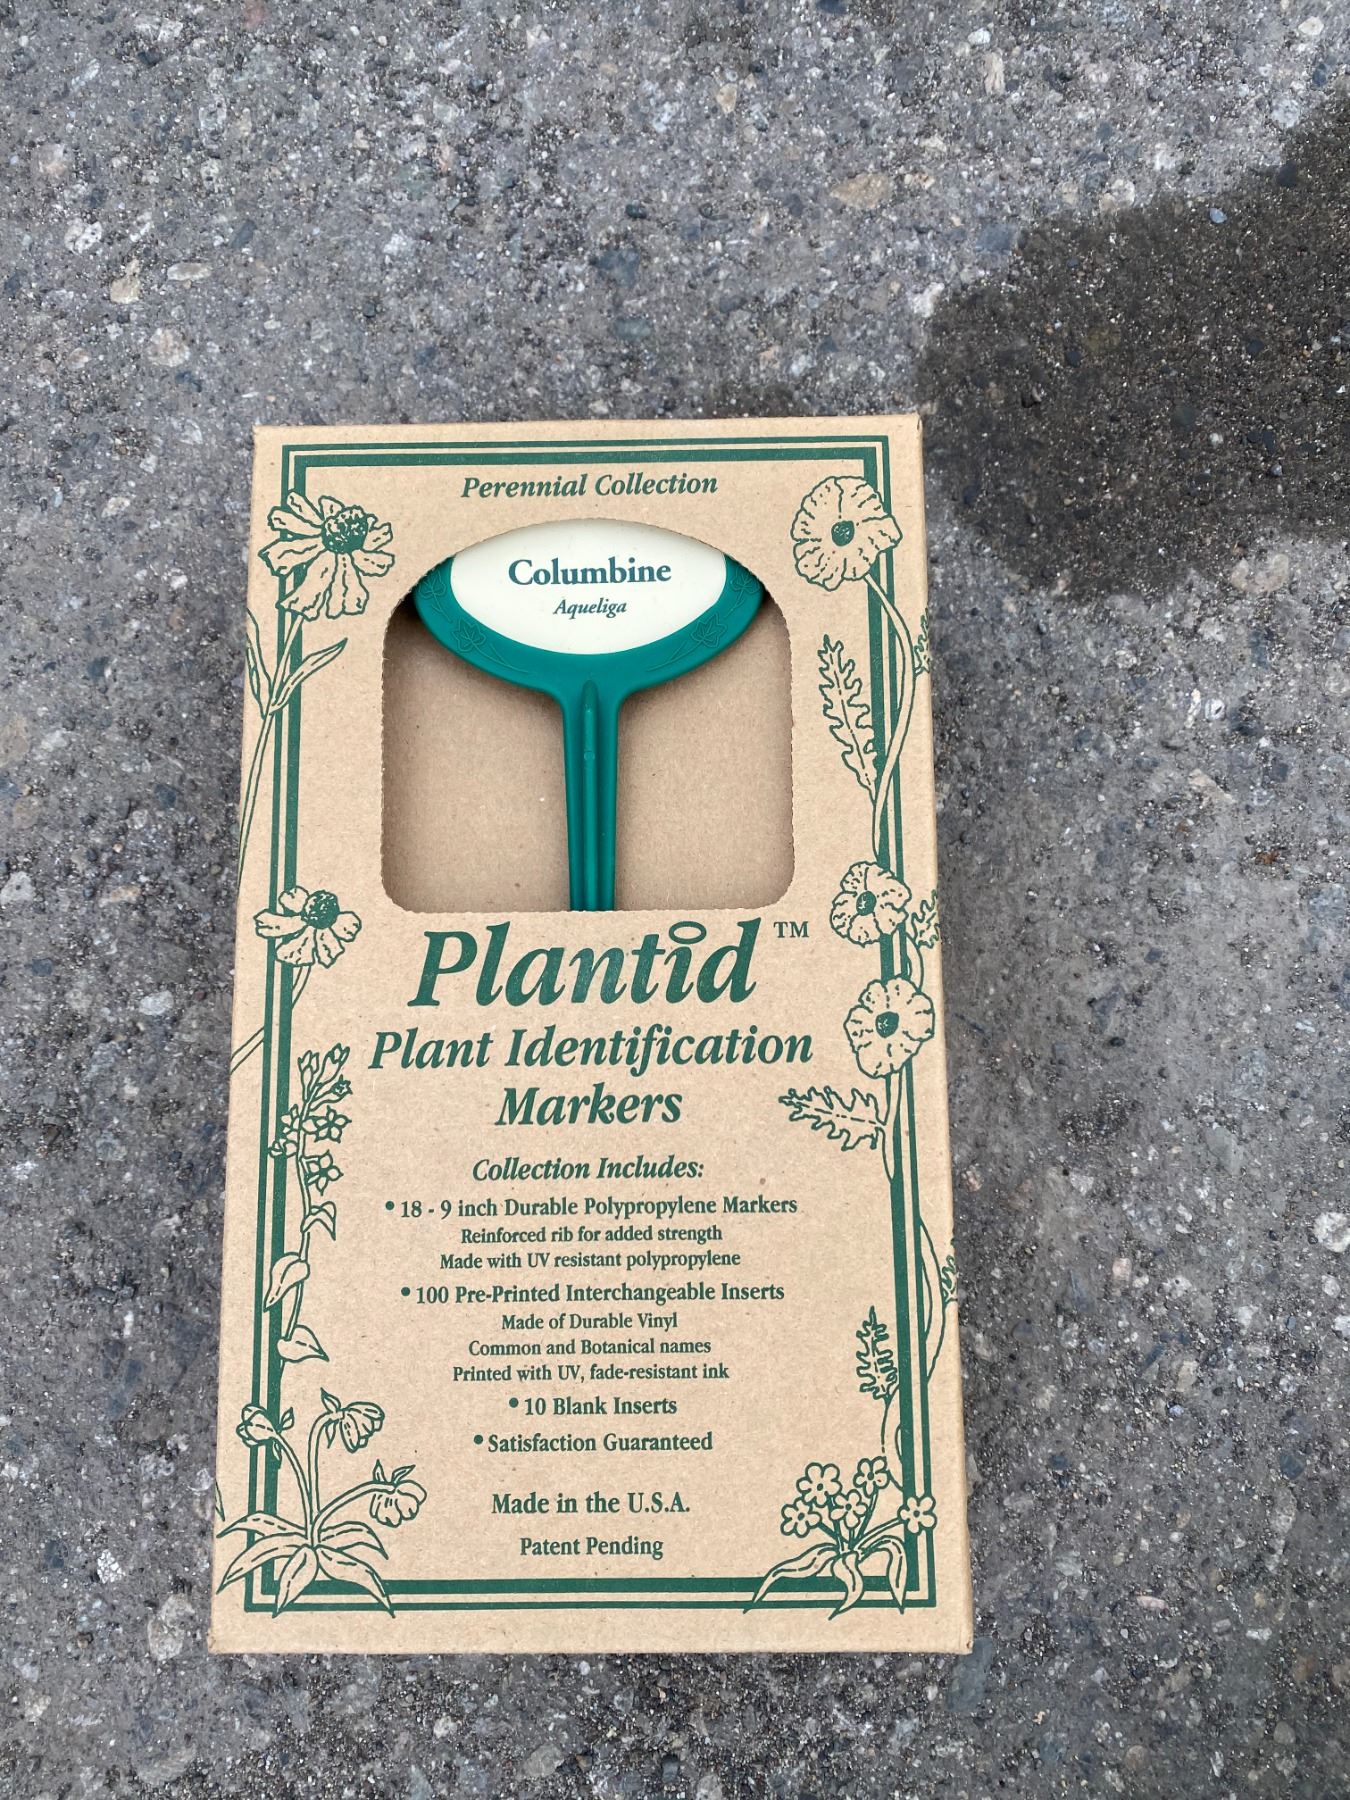 Perennial Collection
Columbine
Aqueliga
Plantid™
Plant Identification
Markers
Collection Includes:
• 18 - 9 inch Durable Polypropylene Markers
Reinforced rib for added strength
Made with UV resistant polypropylene
• 100 Pre-Printed Interchangeable Inserts
Made of Durable Vinyl
Common and Botanical names
Printed with UV, fade-resistant ink
• 10 Blank Inserts
• Satisfaction Guaranteed
Made in the U.S.A.
Patent Pending